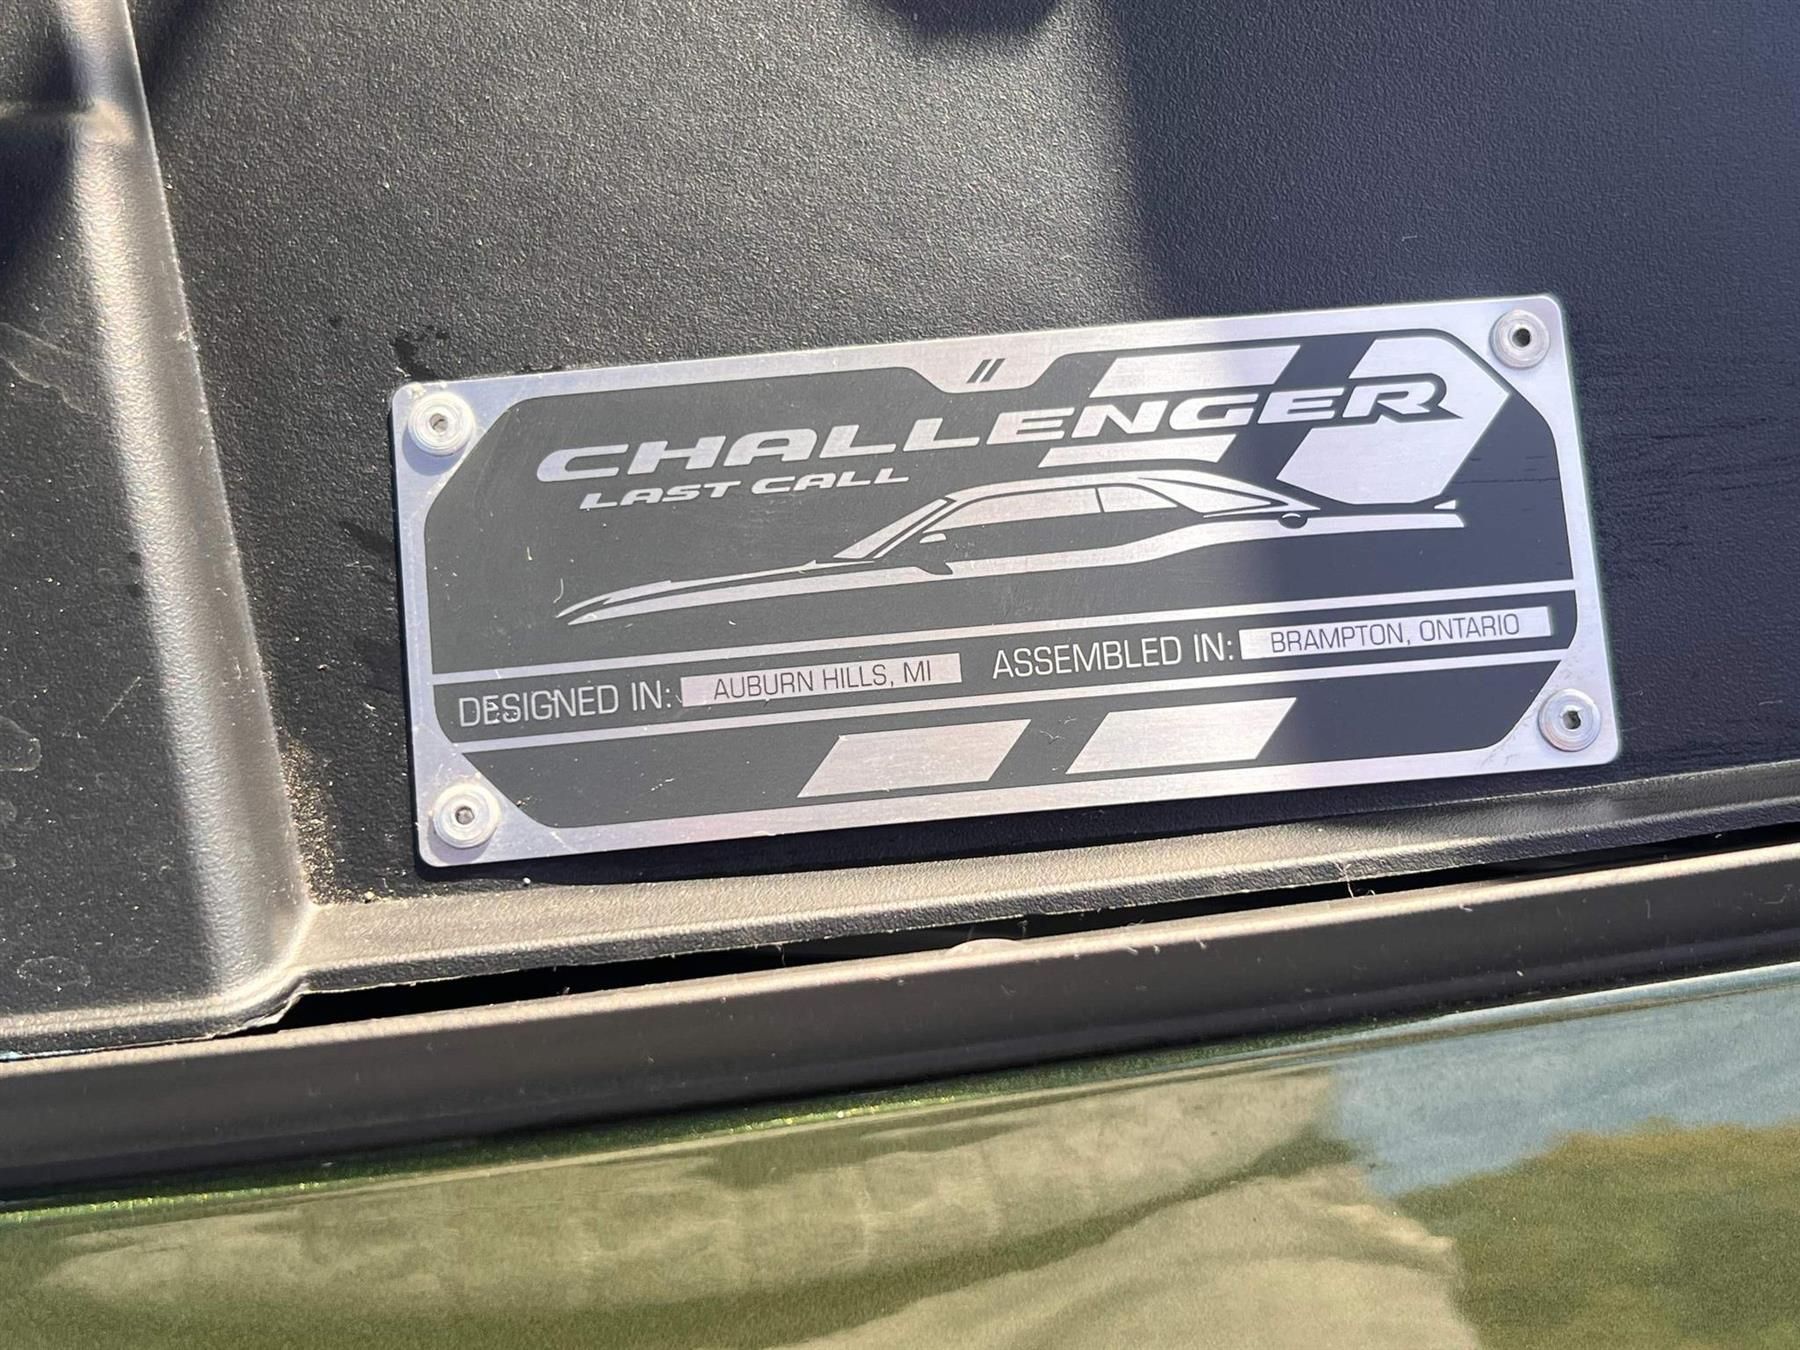 CHALLENGER
LAST CALL
DESIGNED IN: AUBURN HILLS, MI ASSEMBLED IN: BRAMPTON, ONTARIO